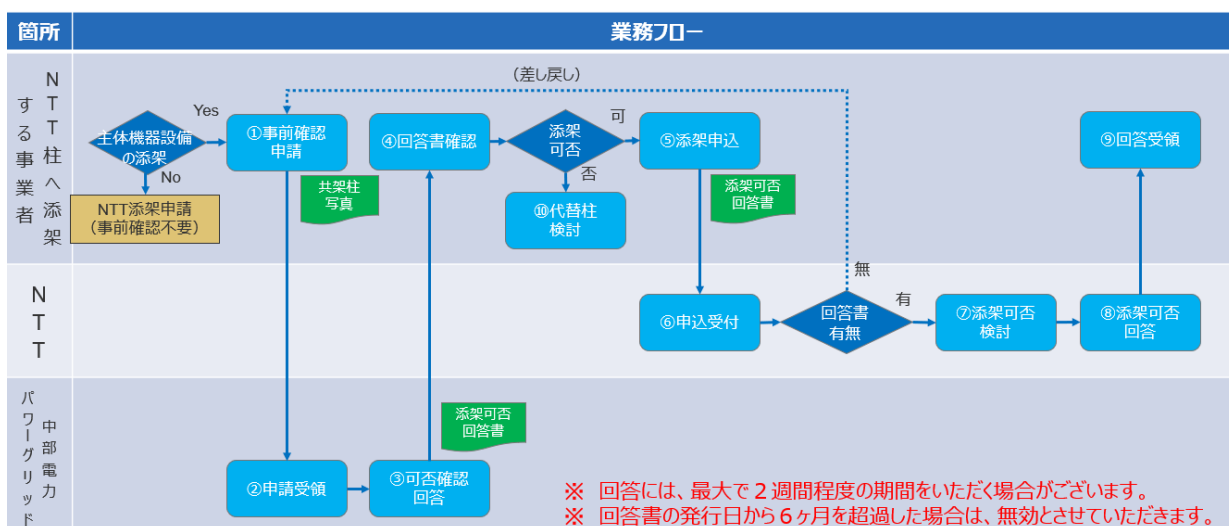 箇所
業務フロー
NTT柱へ添架
する事業者
(差し戻し)
主体機器設備
の添架
Yes
No
NTT添架申請
(事前確認不要)
①事前確認
申請
共架柱
写真
④回答書確認
添架
可否
可
否
⑩代替柱
検討
⑤添架申込
添架可否
回答書
⑨回答受領
NTT
⑥申込受付
回答書
有無
無
有
⑦添架可否
検討
⑧添架可否
回答
中部電力
パワーグリッド
②申請受領
③可否確認
回答
添架可否
回答書
※ 回答には、最大で2週間程度の期間をいただく場合がございます。
※ 回答書の発行日から6ヶ月を超過した場合は、無効とさせていただきます。